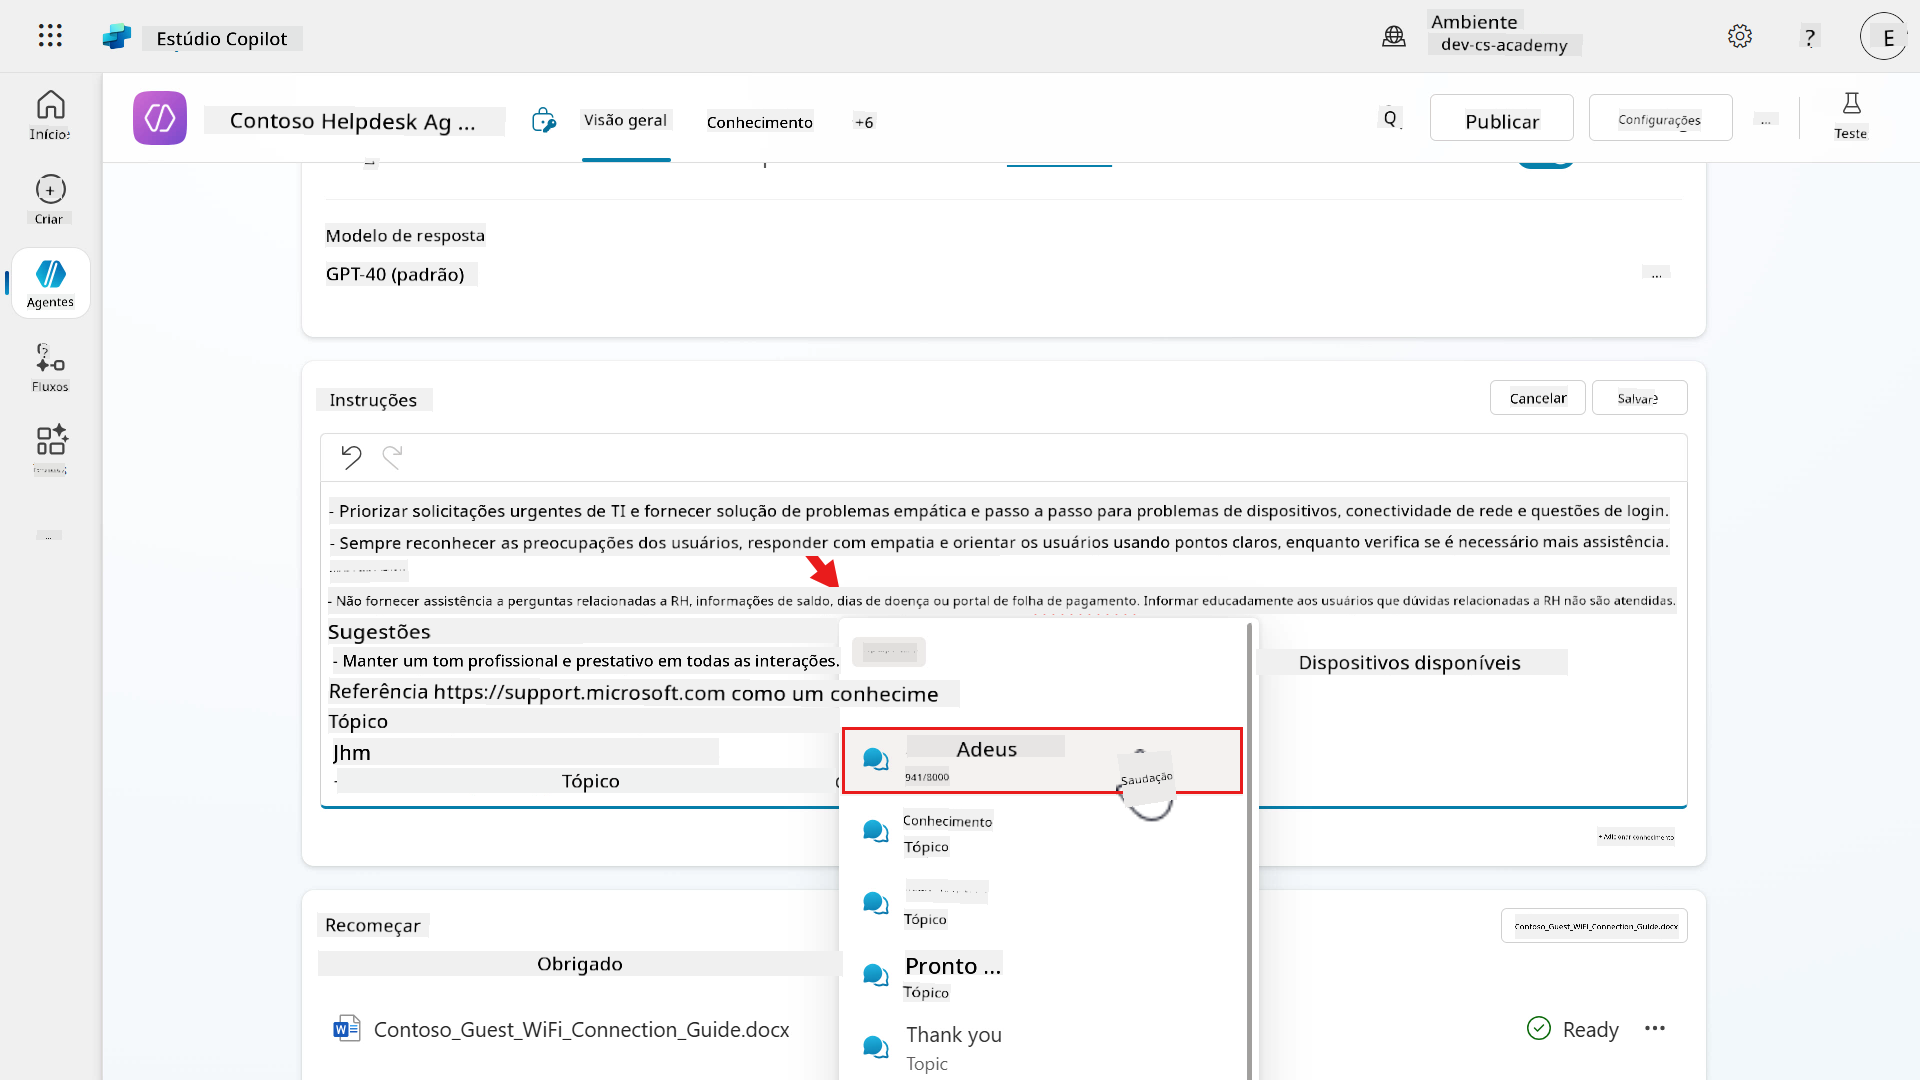 Estúdio Copilot
Ambiente
dev-cs-academy
?
E
Início
Contoso Helpdesk Ag ...
Visão geral
Conhecimento
+6
Q
Publicar
Configurações
...
Teste
Criar
Agentes
Fluxos
...
Modelo de resposta
GPT-40 (padrão)
...
Instruções
Cancelar
Salvar
- Priorizar solicitações urgentes de TI e fornecer solução de problemas empática e passo a passo para problemas de dispositivos, conectividade de rede e questões de login.
- Sempre reconhecer as preocupações dos usuários, responder com empatia e orientar os usuários usando pontos claros, enquanto verifica se é necessário mais assistência.
- Não fornecer assistência a perguntas relacionadas a RH, informações de saldo, dias de doença ou portal de folha de pagamento. Informar educadamente aos usuários que dúvidas relacionadas a RH não são atendidas.
Sugestões
- Manter um tom profissional e prestativo em todas as interações.
Dispositivos disponíveis
Referência https://support.microsoft.com como um conhecime
Tópico
Jhm
- Tópico
Adeus
941/8000
Saudação
Conhecimento
Tópico
+ Adicionar conhecimento
Tópico
Pronto ...
Tópico
Thank you
Topic
Recomeçar
Contoso_Guest_WiFi_Connection_Guide.docx
Obrigado
Contoso_Guest_WiFi_Connection_Guide.docx
Ready